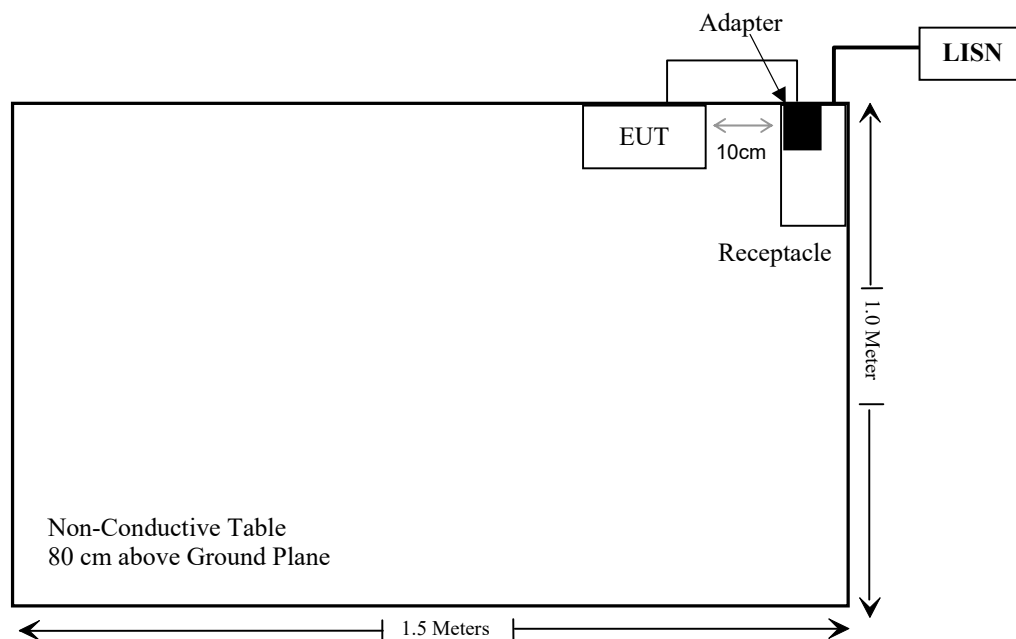 Adapter
LISN
EUT
10cm
Receptacle
1.0 Meter
Non-Conductive Table
80 cm above Ground Plane
1.5 Meters